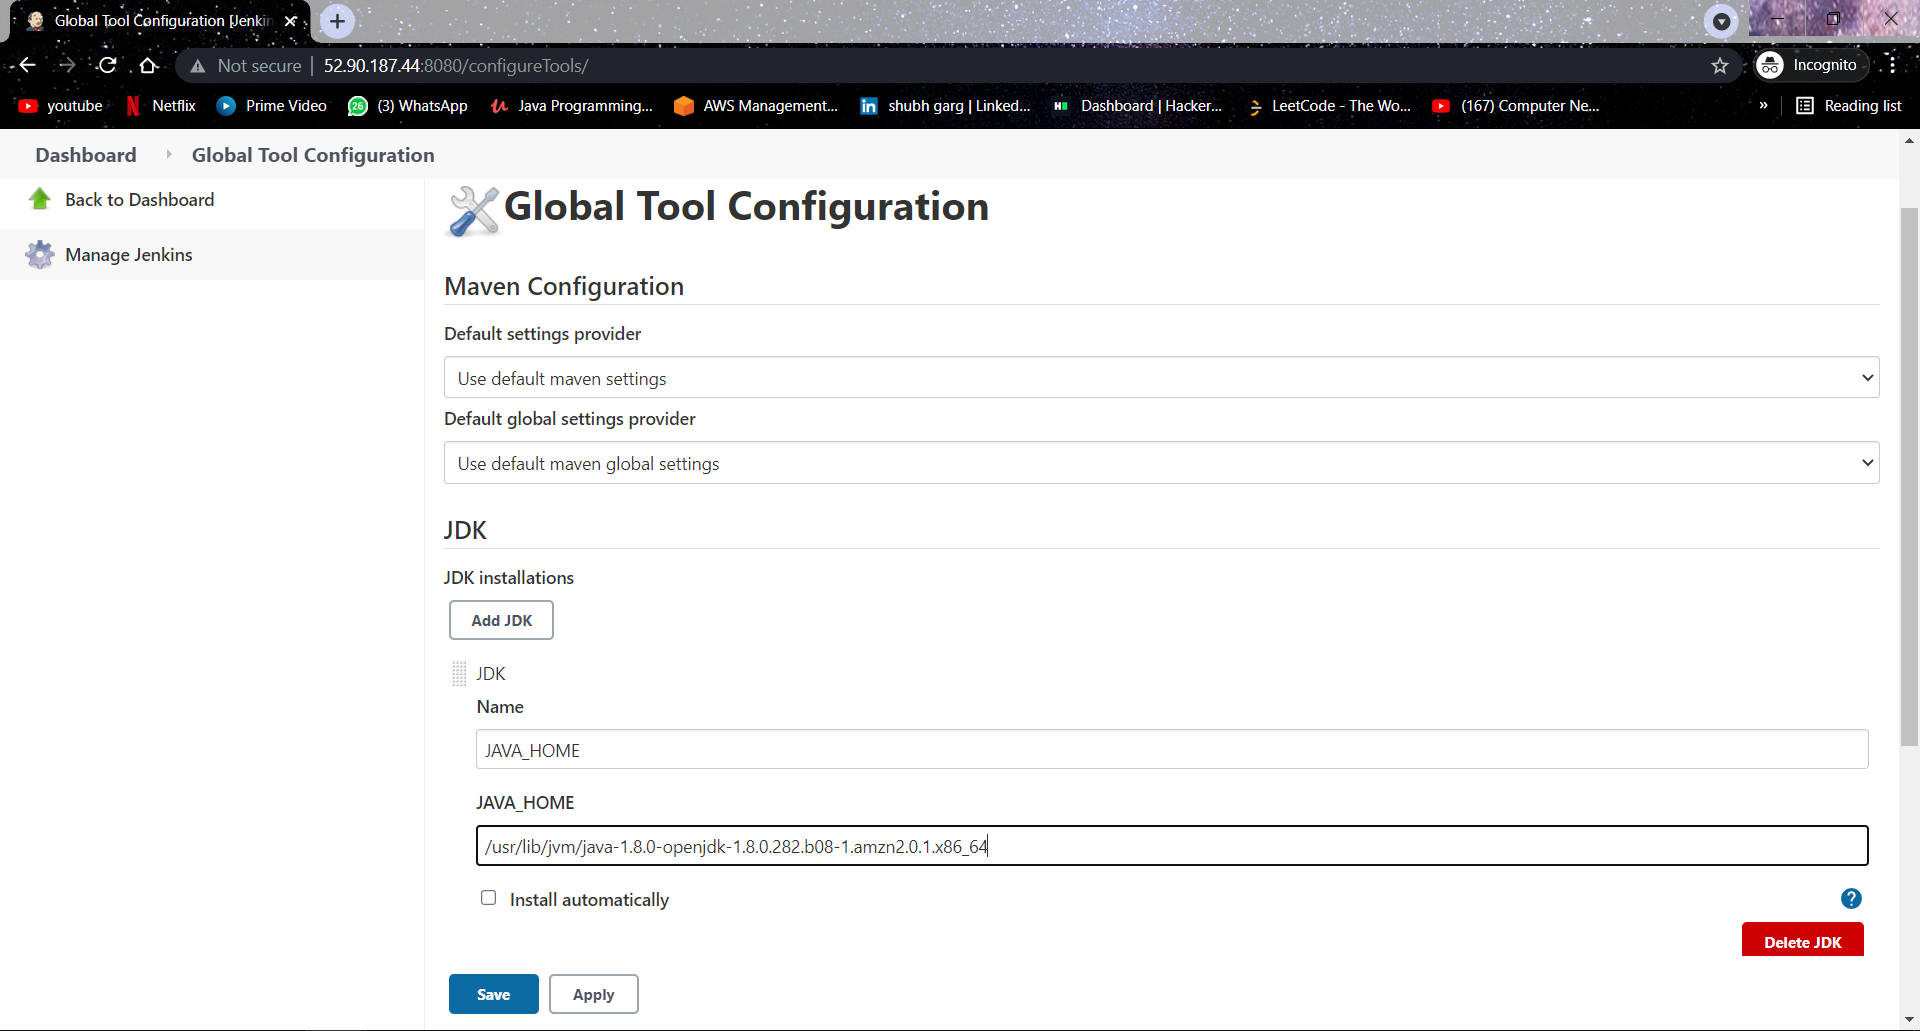 Global Tool Configuration [Jenkin
Not secure | 52.90.187.44:8080/configureTools/
Incognito
youtube
Netflix
Prime Video
26
(3) WhatsApp
Java Programming...
AWS Management...
in
shubh garg | Linked...
Dashboard | Hacker...
LeetCode - The Wo...
(167) Computer Ne...
»
Reading list
Dashboard
Global Tool Configuration
Back to Dashboard
Manage Jenkins
Global Tool Configuration
Maven Configuration
Default settings provider
Use default maven settings
Default global settings provider
Use default maven global settings
JDK
JDK installations
Add JDK
JDK
Name
JAVA_HOME
JAVA_HOME
/usr/lib/jvm/java-1.8.0-openjdk-1.8.0.282.b08-1.amzn2.0.1.x86_64
Install automatically
?
Delete JDK
Save
Apply